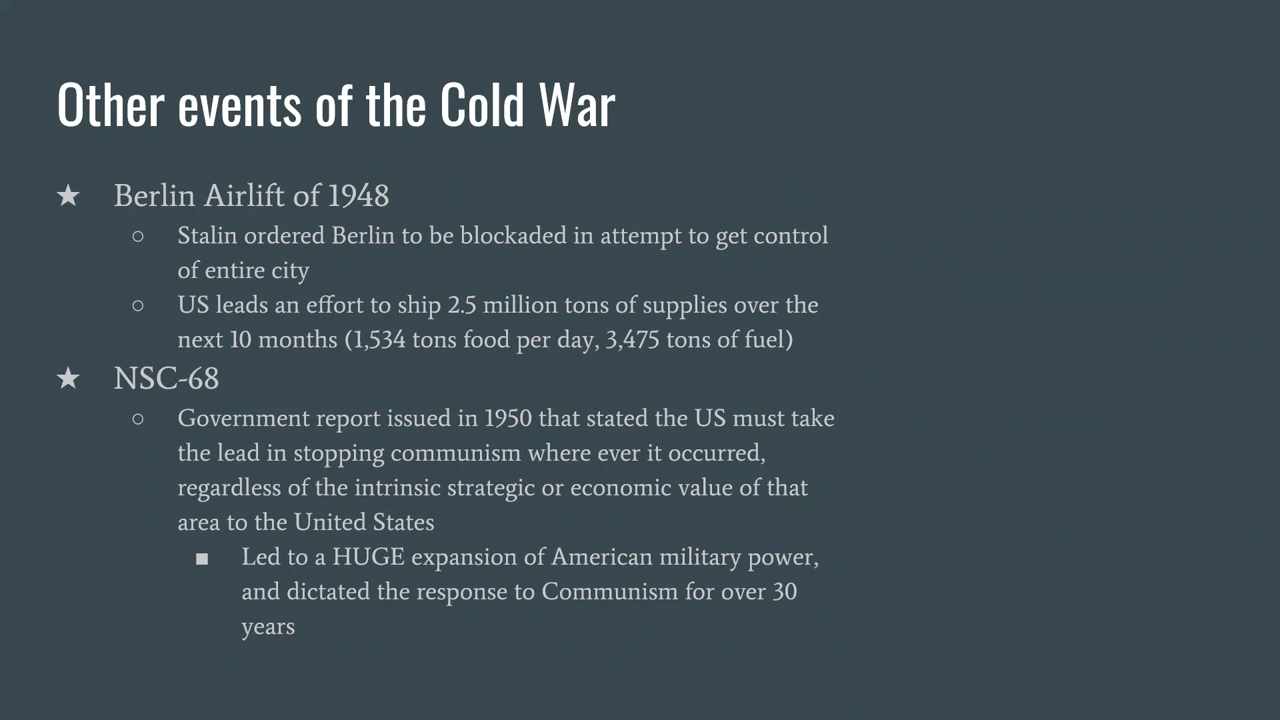 Other events of the Cold War
★ Berlin Airlift of 1948
○ Stalin ordered Berlin to be blockaded in attempt to get control
of entire city
○ US leads an effort to ship 2.5 million tons of supplies over the
next 10 months (1,534 tons food per day, 3,475 tons of fuel)
★ NSC-68
○ Government report issued in 1950 that stated the US must take
the lead in stopping communism where ever it occurred,
regardless of the intrinsic strategic or economic value of that
area to the United States
■ Led to a HUGE expansion of American military power,
and dictated the response to Communism for over 30
years